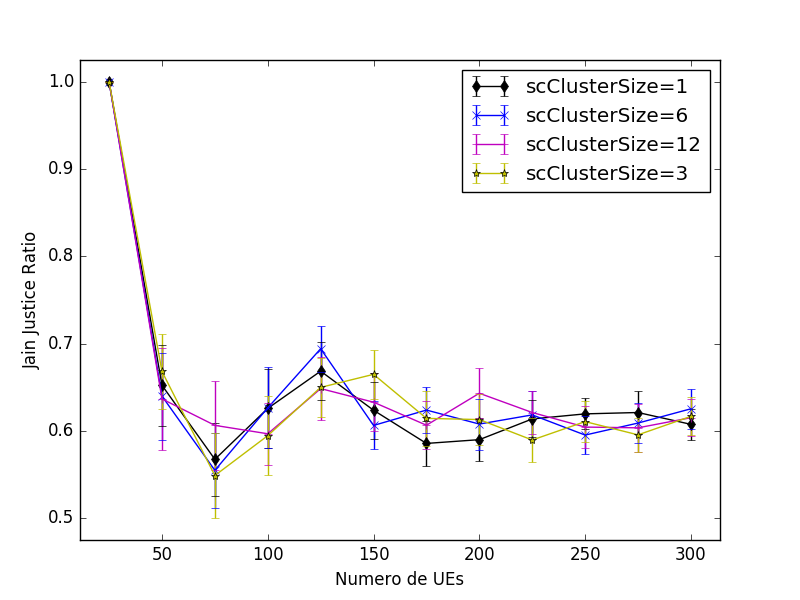 1.0
0.9
0.8
0.7
0.6
0.5
Jain Justice Ratio
scClusterSize=1
scClusterSize=6
scClusterSize=12
scClusterSize=3
50 100 150 200 250 300
Numero de UEs